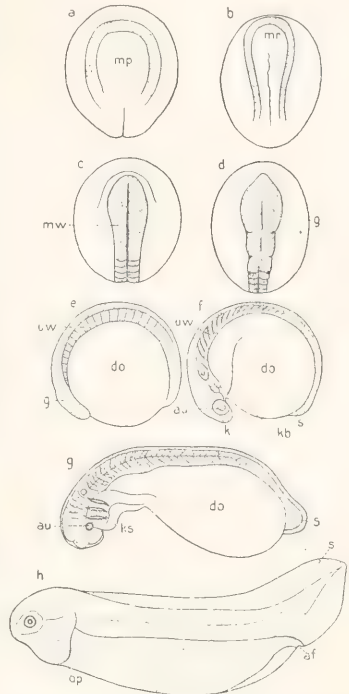 a b
mp mr
c d
mw g
e f
uw do uw do
g au k kb s
g
au ks do s
h s
op af